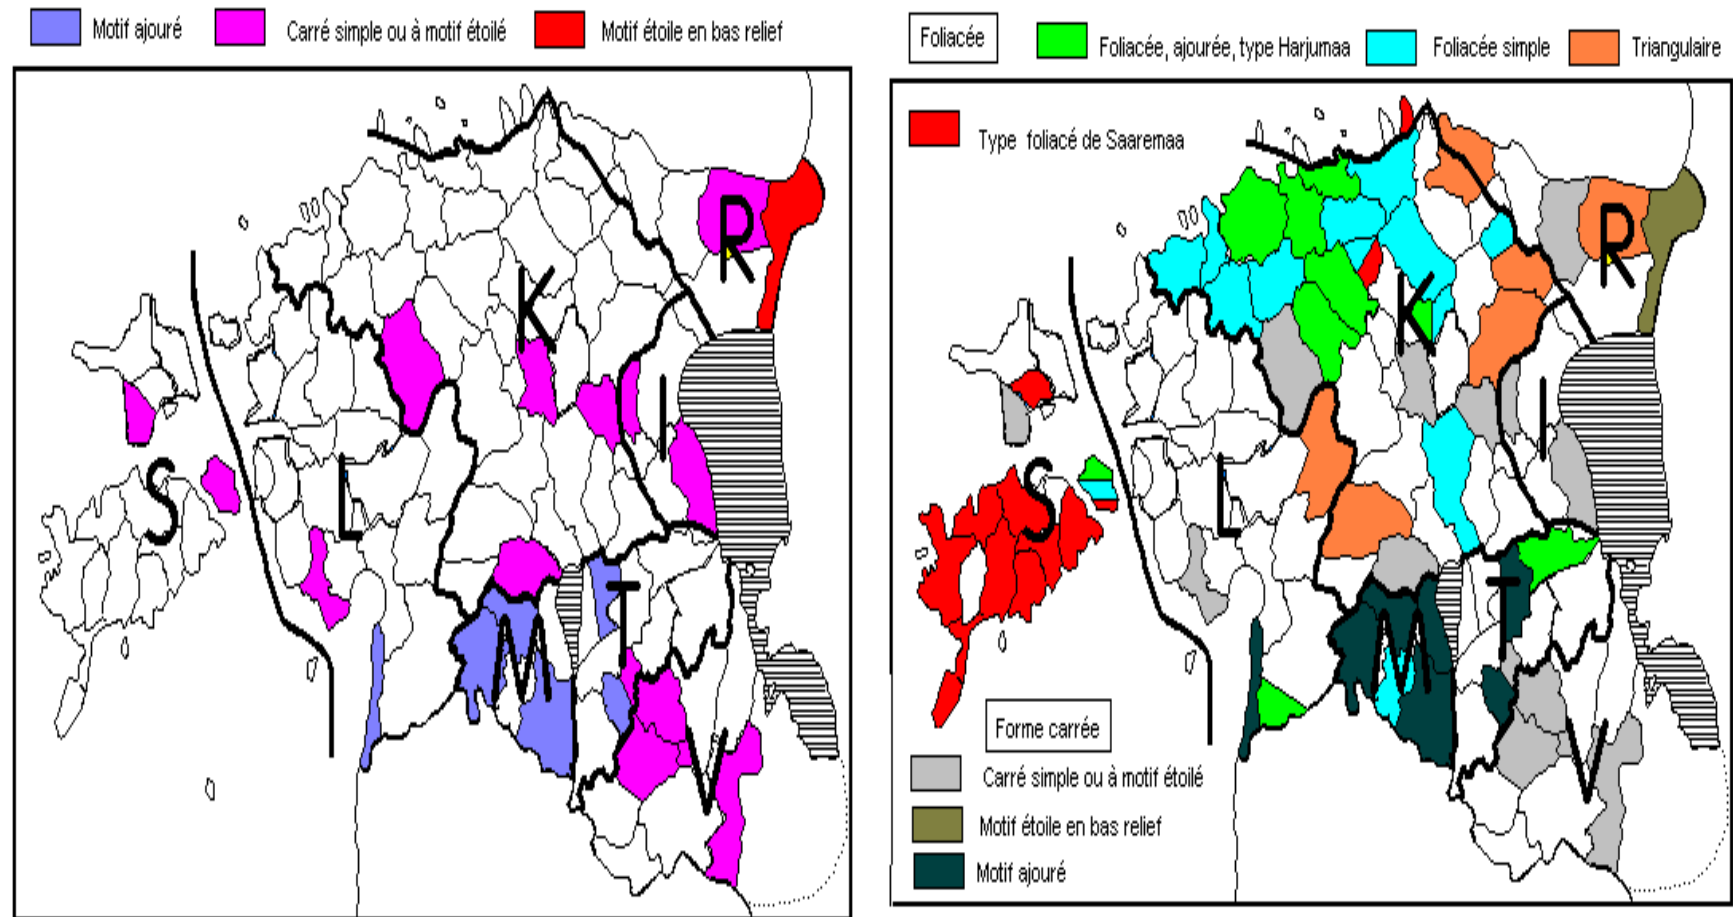 Motif ajouré
Carré simple ou à motif étoilé
Motif étoile en bas relief
R
K
I
S
L
T
M
V
Foliacée
Foliacée, ajourée, type Harjumaa
Foliacée simple
Triangulaire
Type foliacé de Saaremaa
R
K
I
S
L
T
M
V
Forme carrée
Carré simple ou à motif étoilé
Motif étoile en bas relief
Motif ajouré